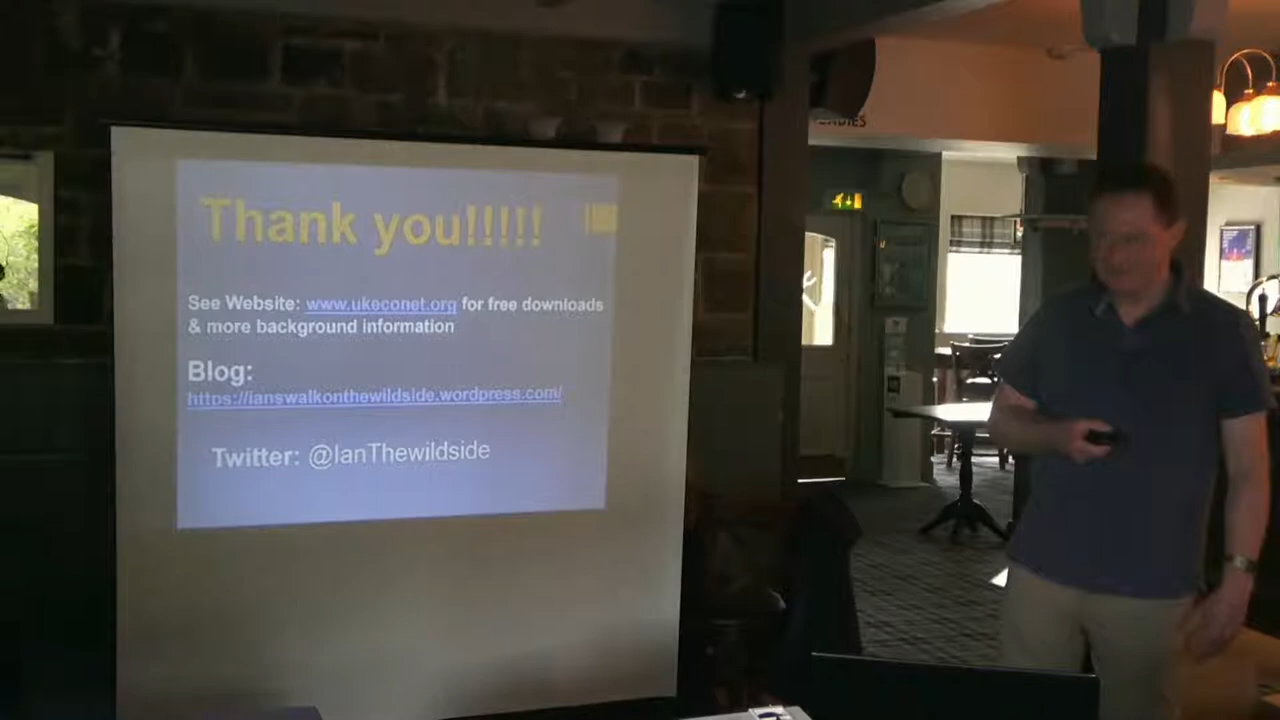 LADIES
Thank you!!!!!
See Website: www.ukeconet.org for free downloads
& more background information
Blog:
https://ianswalkonthewildside.wordpress.com/
Twitter: @IanThewildside